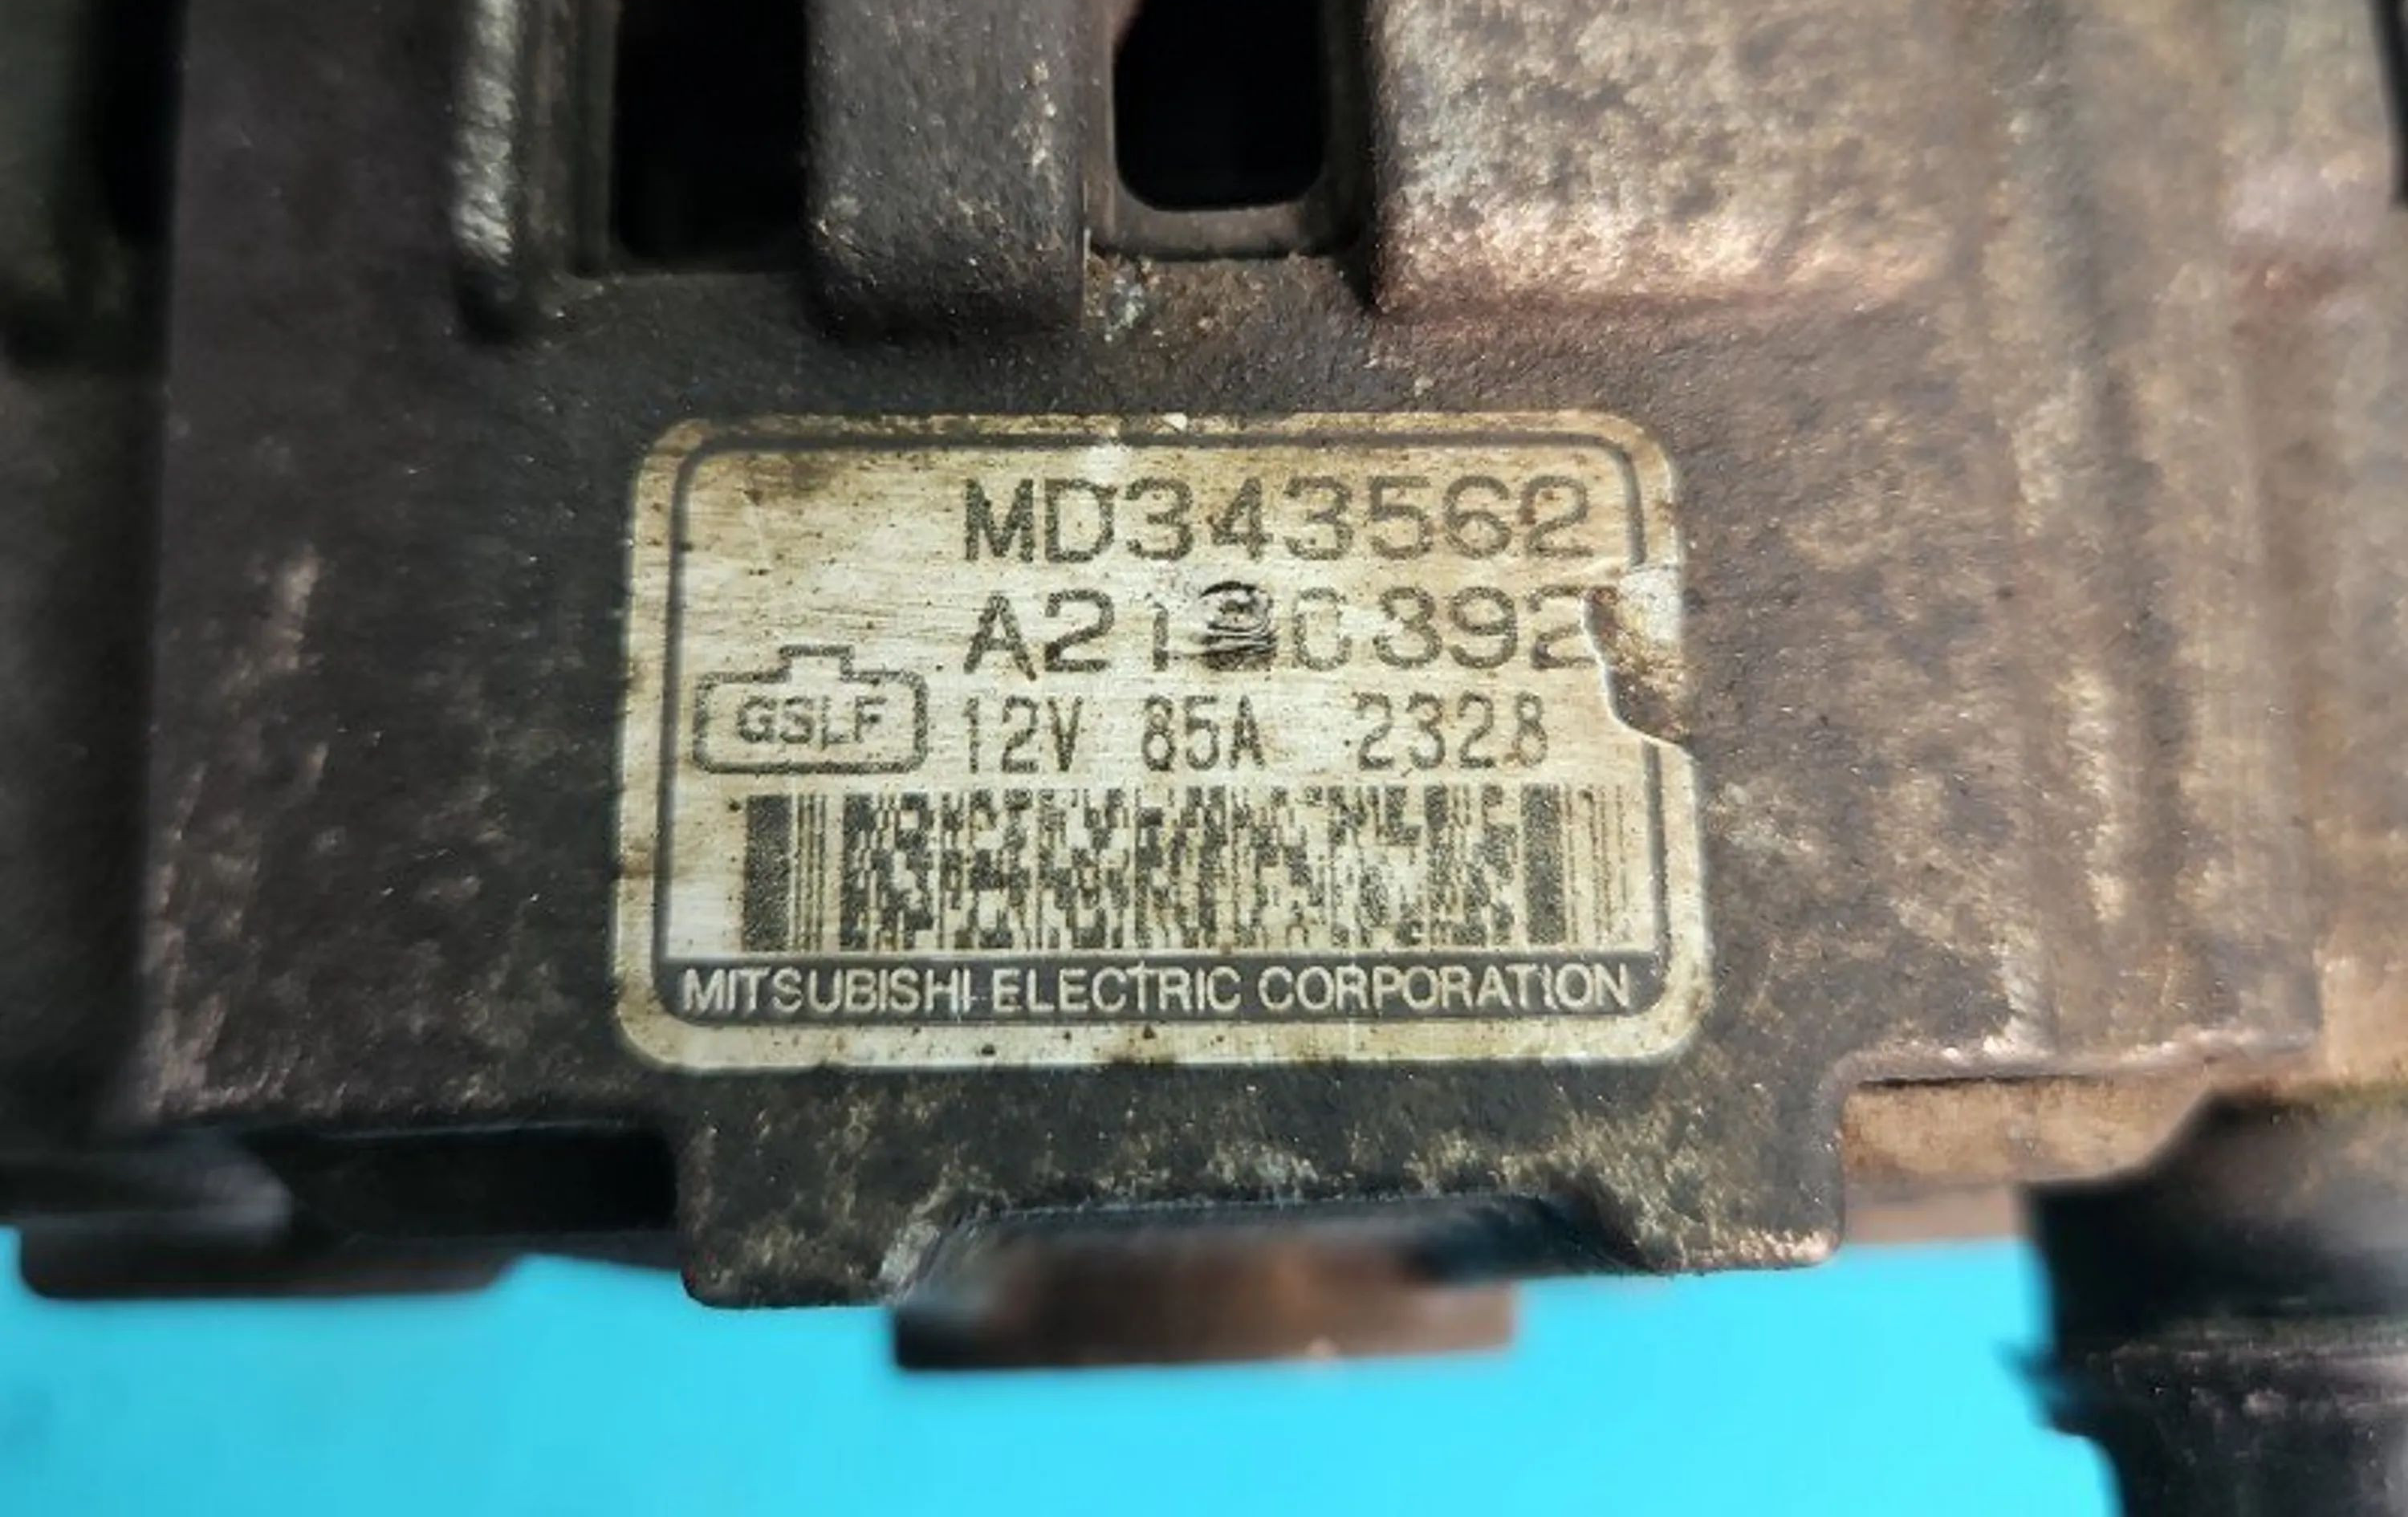 MD343562
GSLF
12V 85A 2328
MITSUBISHI ELECTRIC CORPORATION